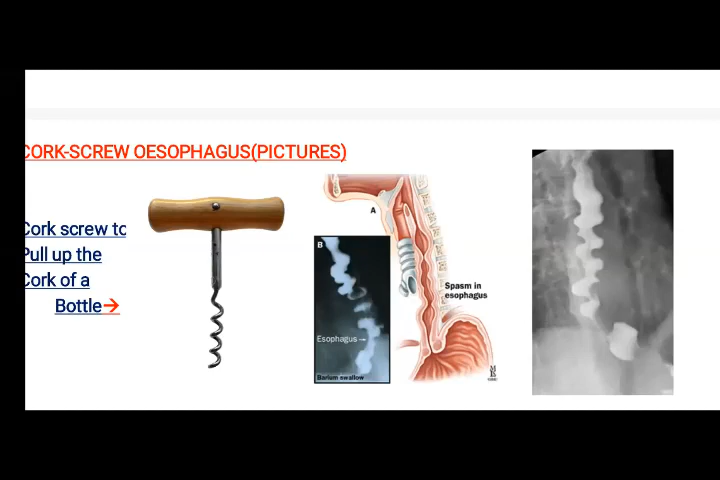 CORK-SCREW OESOPHAGUS(PICTURES)
Cork screw to
Pull up the
Cork of a
Bottle→
A
B
Spasm in
esophagus
Esophagus→
Barium swallow